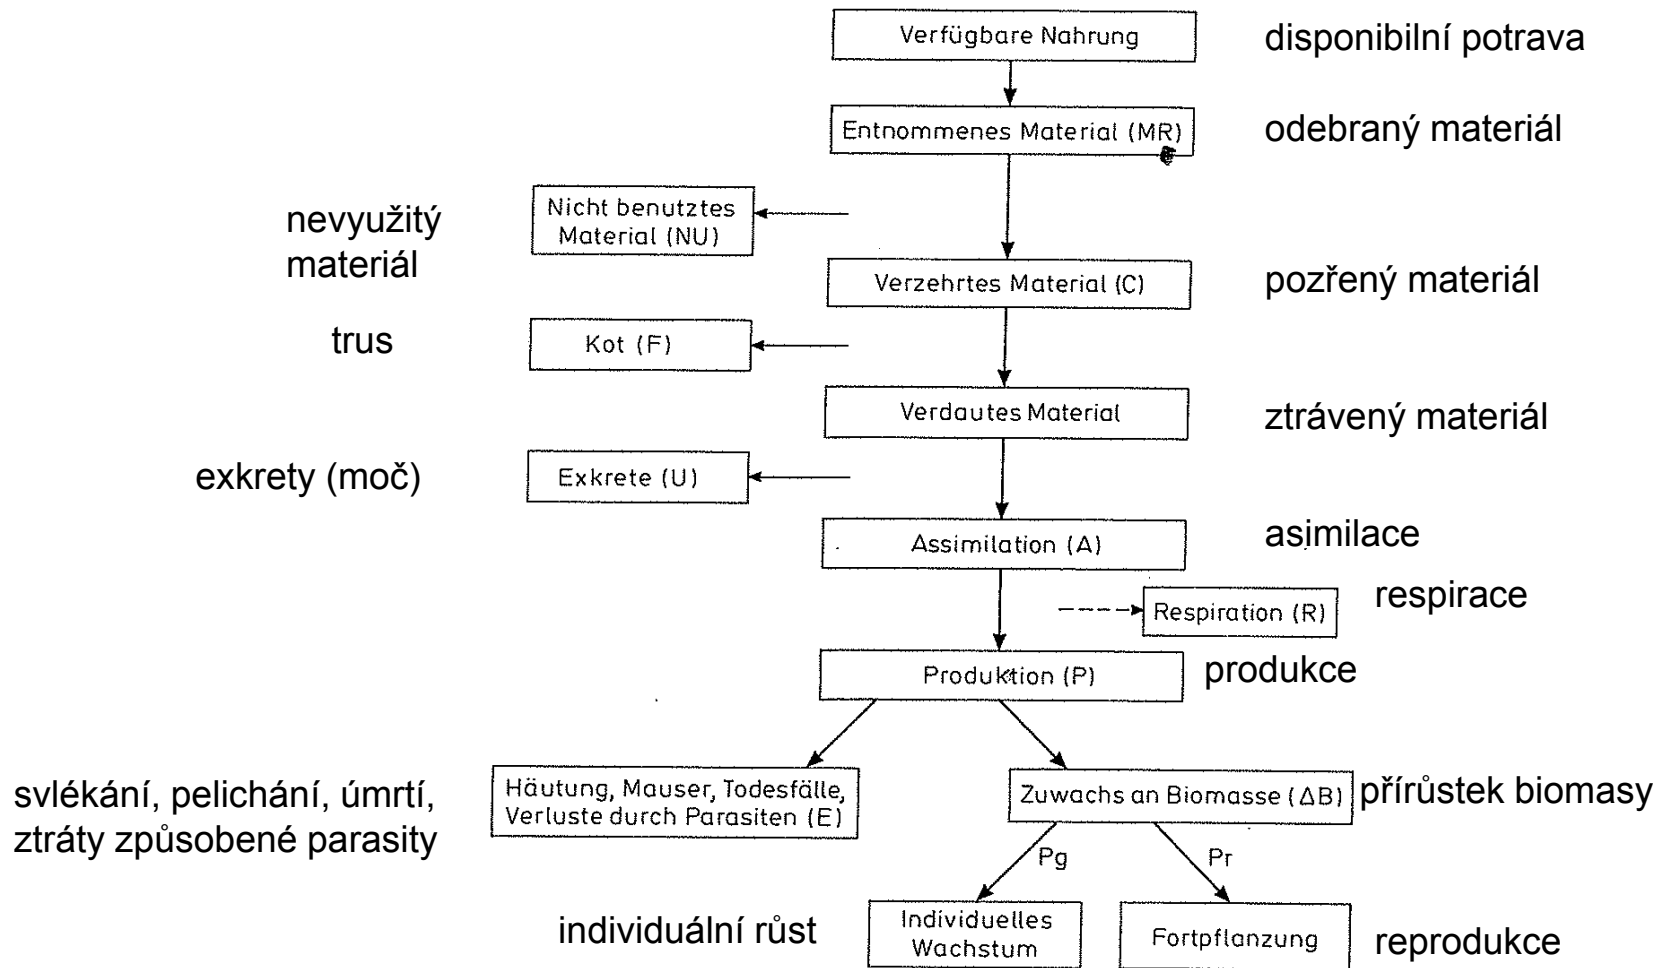 Verfügbare Nahrung
disponibilní potrava
Entnommenes Material (MR)
odebraný materiál
nevyužitý
materiál
Nicht benutztes
Material (NU)
Verzehrtes Material (C)
pozřený materiál
trus
Kot (F)
Verdautes Material
ztrávený materiál
exkrety (moč)
Exkrete (U)
Assimilation (A)
asimilace
Respiration (R)
respirace
Produktion (P)
produkce
svlékání, pelichání, úmrtí,
ztráty způsobené parasity
Häutung, Mauser, Todesfälle,
Verluste durch Parasiten (E)
Zuwachs an Biomasse (ΔB)
přírůstek biomasy
Pg
Pr
individuální růst
Individuelles
Wachstum
Fortpflanzung
reprodukce